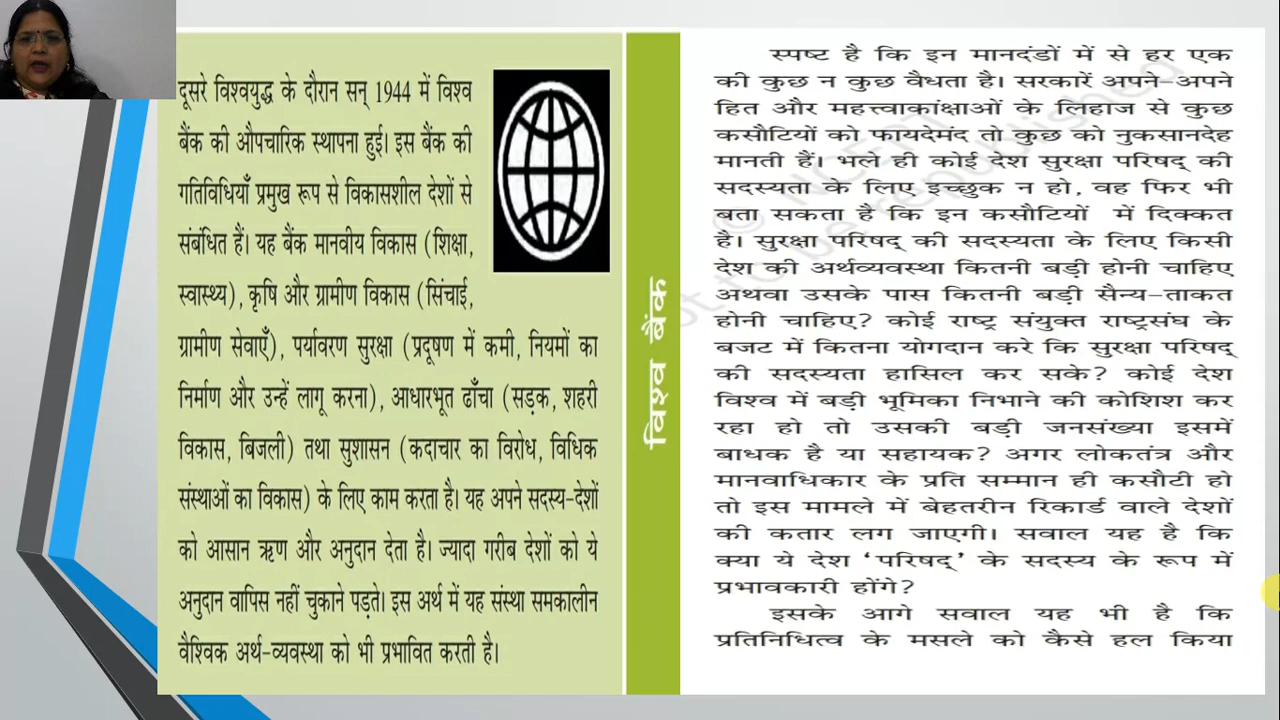 दूसरे विश्वयुद्ध के दौरान सन् 1944 में विश्व
बैंक की औपचारिक स्थापना हुई। इस बैंक की
गतिविधियाँ प्रमुख रूप से विकासशील देशों से
संबंधित हैं। यह बैंक मानवीय विकास (शिक्षा,
स्वास्थ्य), कृषि और ग्रामीण विकास (सिंचाई,
ग्रामीण सेवाएँ), पर्यावरण सुरक्षा (प्रदूषण में कमी, नियमों का
निर्माण और उन्हें लागू करना), आधारभूत ढाँचा (सड़क, शहरी
विकास, बिजली) तथा सुशासन (कदाचार का विरोध, विधिक
संस्थाओं का विकास) के लिए काम करता है। यह अपने सदस्य-देशों
को आसान ऋण और अनुदान देता है। ज्यादा गरीब देशों को ये
अनुदान वापिस नहीं चुकाने पड़ते। इस अर्थ में यह संस्था समकालीन
वैश्विक अर्थ-व्यवस्था को भी प्रभावित करती है।
विश्व बैंक
स्पष्ट है कि इन मानदंडों में से हर एक
की कुछ न कुछ वैधता है। सरकारें अपने-अपने
हित और महत्त्वाकांक्षाओं के लिहाज से कुछ
कसौटियों को फायदेमंद तो कुछ को नुकसानदेह
मानती हैं। भले ही कोई देश सुरक्षा परिषद् की
सदस्यता के लिए इच्छुक न हो, वह फिर भी
बता सकता है कि इन कसौटियों में दिक्कत
है। सुरक्षा परिषद् की सदस्यता के लिए किसी
देश की अर्थव्यवस्था कितनी बड़ी होनी चाहिए
अथवा उसके पास कितनी बड़ी सैन्य-ताकत
होनी चाहिए? कोई राष्ट्र संयुक्त राष्ट्रसंघ के
बजट में कितना योगदान करे कि सुरक्षा परिषद्
की सदस्यता हासिल कर सके? कोई देश
विश्व में बड़ी भूमिका निभाने की कोशिश कर
रहा हो तो उसकी बड़ी जनसंख्या इसमें
बाधक है या सहायक? अगर लोकतंत्र और
मानवाधिकार के प्रति सम्मान ही कसौटी हो
तो इस मामले में बेहतरीन रिकार्ड वाले देशों
की कतार लग जाएगी। सवाल यह है कि
क्या ये देश ‘परिषद्’ के सदस्य के रूप में
प्रभावकारी होंगे?
इसके आगे सवाल यह भी है कि
प्रतिनिधित्व के मसले को कैसे हल किया
© NCERT
not to be republished